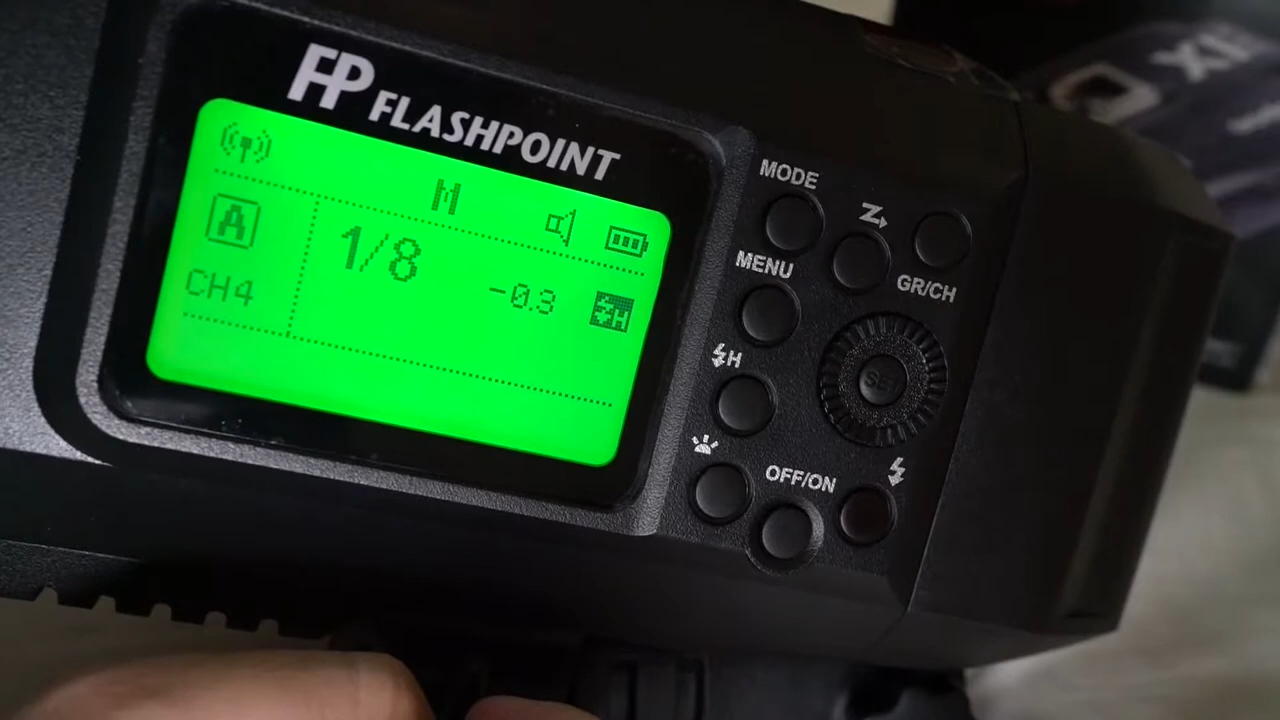 FP FLASHPOINT
M
A
CH4
1/8
-0.3
MODE
MENU
GR/CH
H
SET
OFF/ON